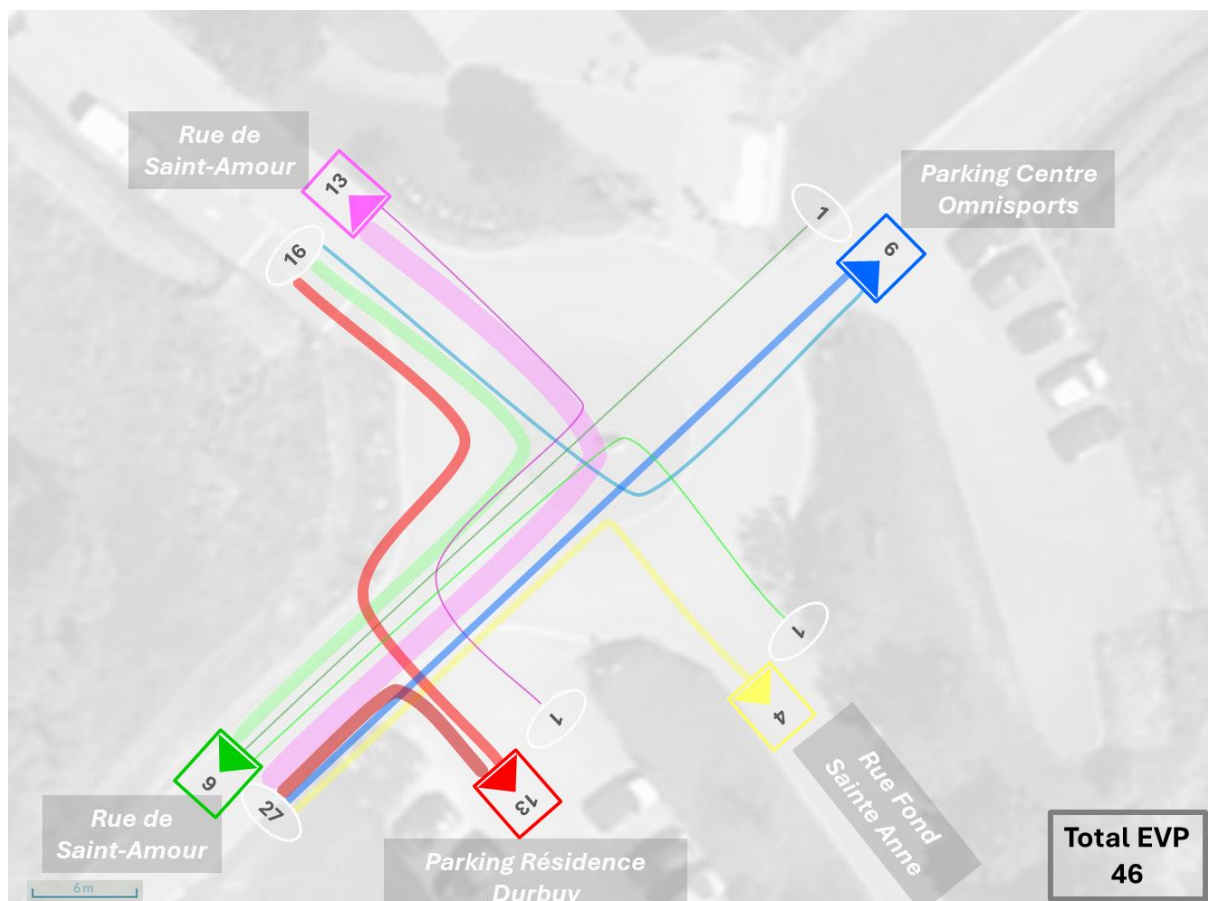 Rue de
Saint-Amour
13
16
1
Parking Centre
Omnisports
6
1
4
Rue Fond
Sainte Anne
1
9
27
13
Rue de
Saint-Amour
Parking Résidence
Durbuy
6 m
Total EVP
46